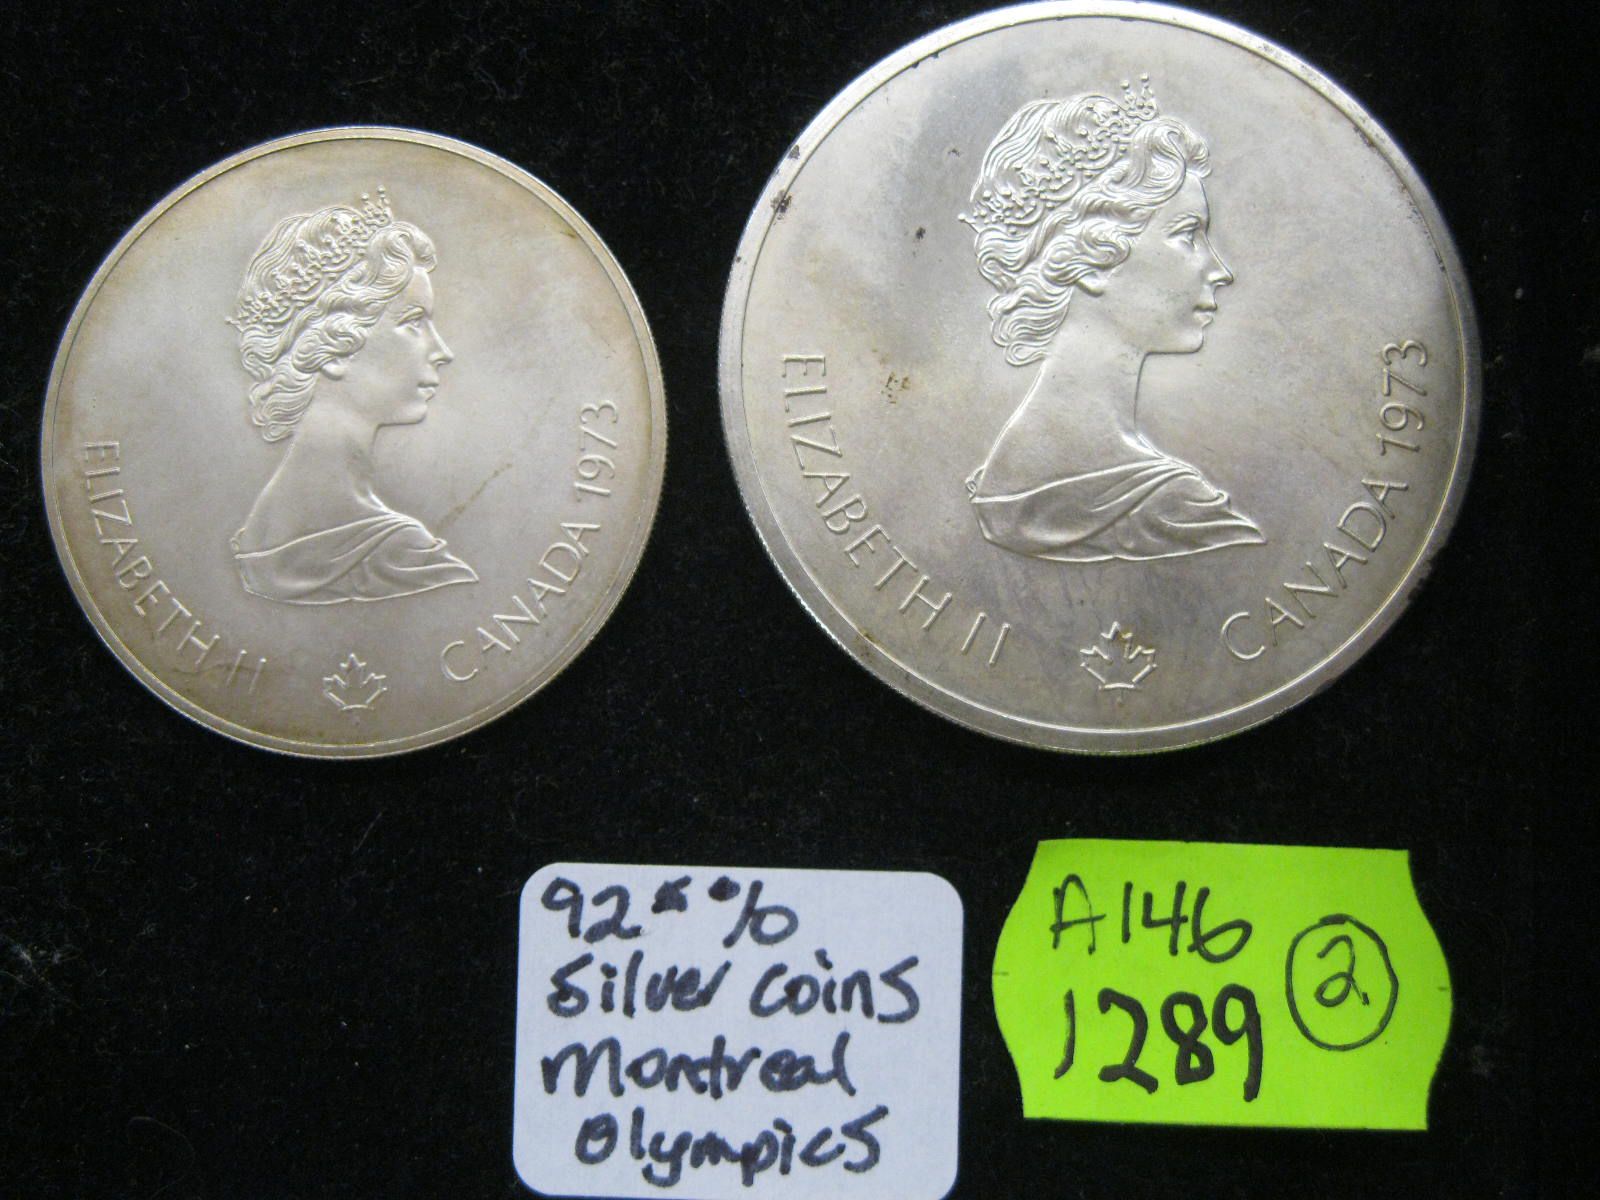 ELIZABETH II CANADA 1973
ELIZABETH II CANADA 1973
92.5%
Silver Coins
Montreal
Olympics
A146
1289 2